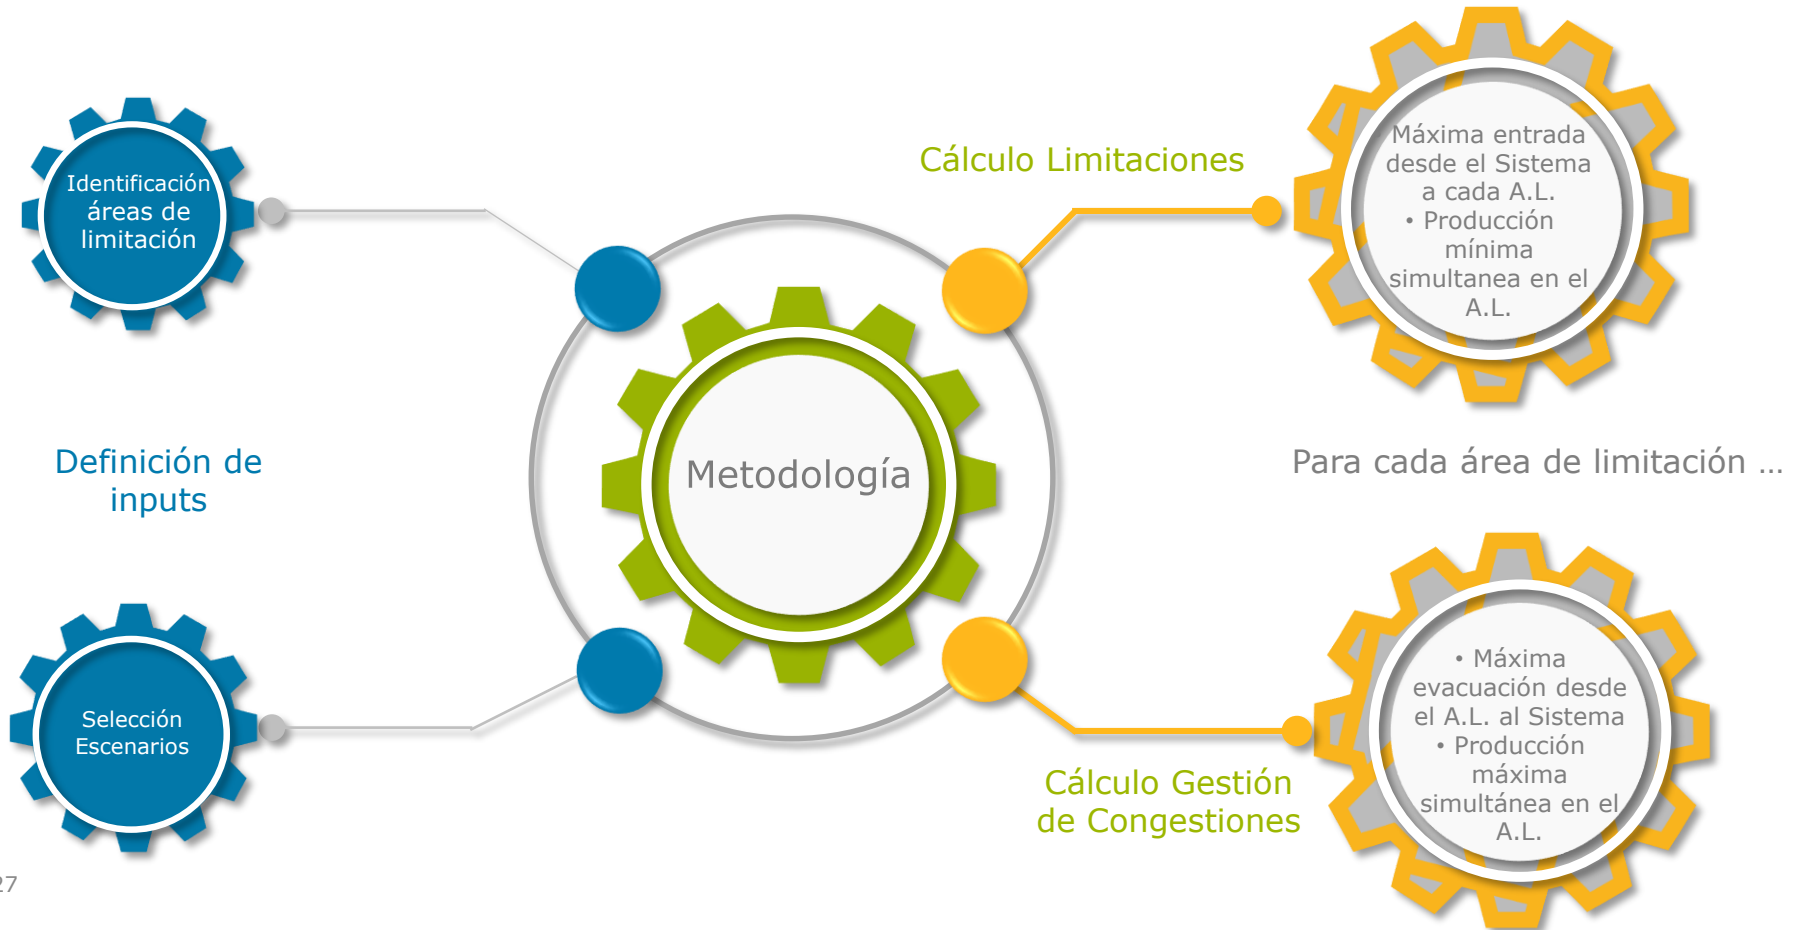 Identificación
áreas de
limitación
Definición de
inputs
Selección
Escenarios
Metodología
Cálculo Limitaciones
Máxima entrada
desde el Sistema
a cada A.L.
• Producción
mínima
simultanea en el
A.L.
Para cada área de limitación ...
Cálculo Gestión
de Congestiones
• Máxima
evacuación desde
el A.L. al Sistema
• Producción
máxima
simultánea en el
A.L.
27